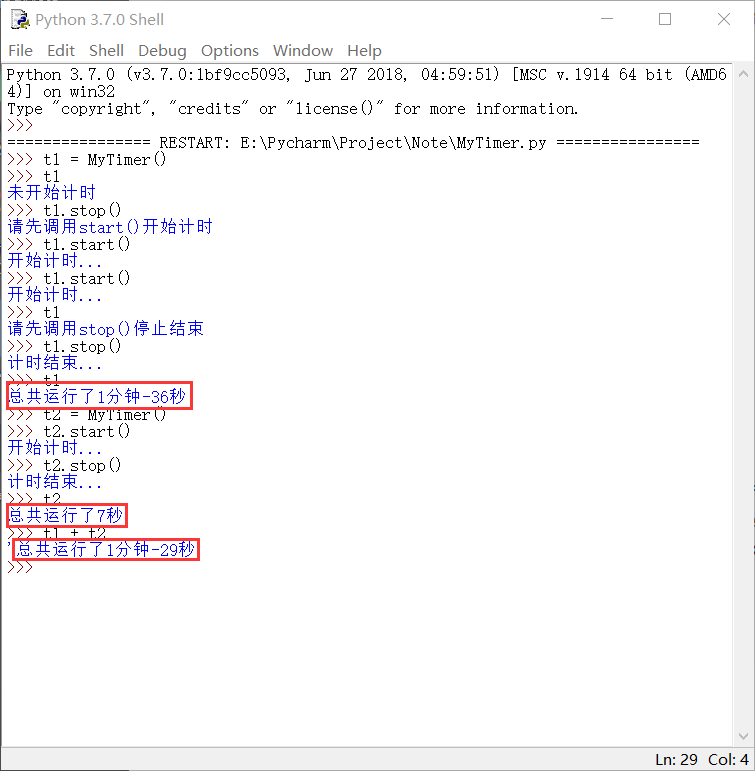 Python 3.7.0 Shell
File Edit Shell Debug Options Window Help
Python 3.7.0 (v3.7.0:1bf9cc5093, Jun 27 2018, 04:59:51) [MSC v.1914 64 bit (AMD6
4)] on win32
Type "copyright", "credits" or "license()" for more information.
>>>
================ RESTART: E:\Pycharm\Project\Note\MyTimer.py ================
>>> t1 = MyTimer()
>>> t1
未开始计时
>>> t1.stop()
请先调用start()开始计时
>>> t1.start()
开始计时...
>>> t1.start()
开始计时...
>>> t1
请先调用stop()停止结束
>>> t1.stop()
计时结束...
>>> t1
总共运行了1分钟-36秒
>>> t2 = MyTimer()
>>> t2.start()
开始计时...
>>> t2.stop()
计时结束...
>>> t2
总共运行了7秒
>>> t1 + t2
'总共运行了1分钟-29秒
>>>
Ln: 29 Col: 4